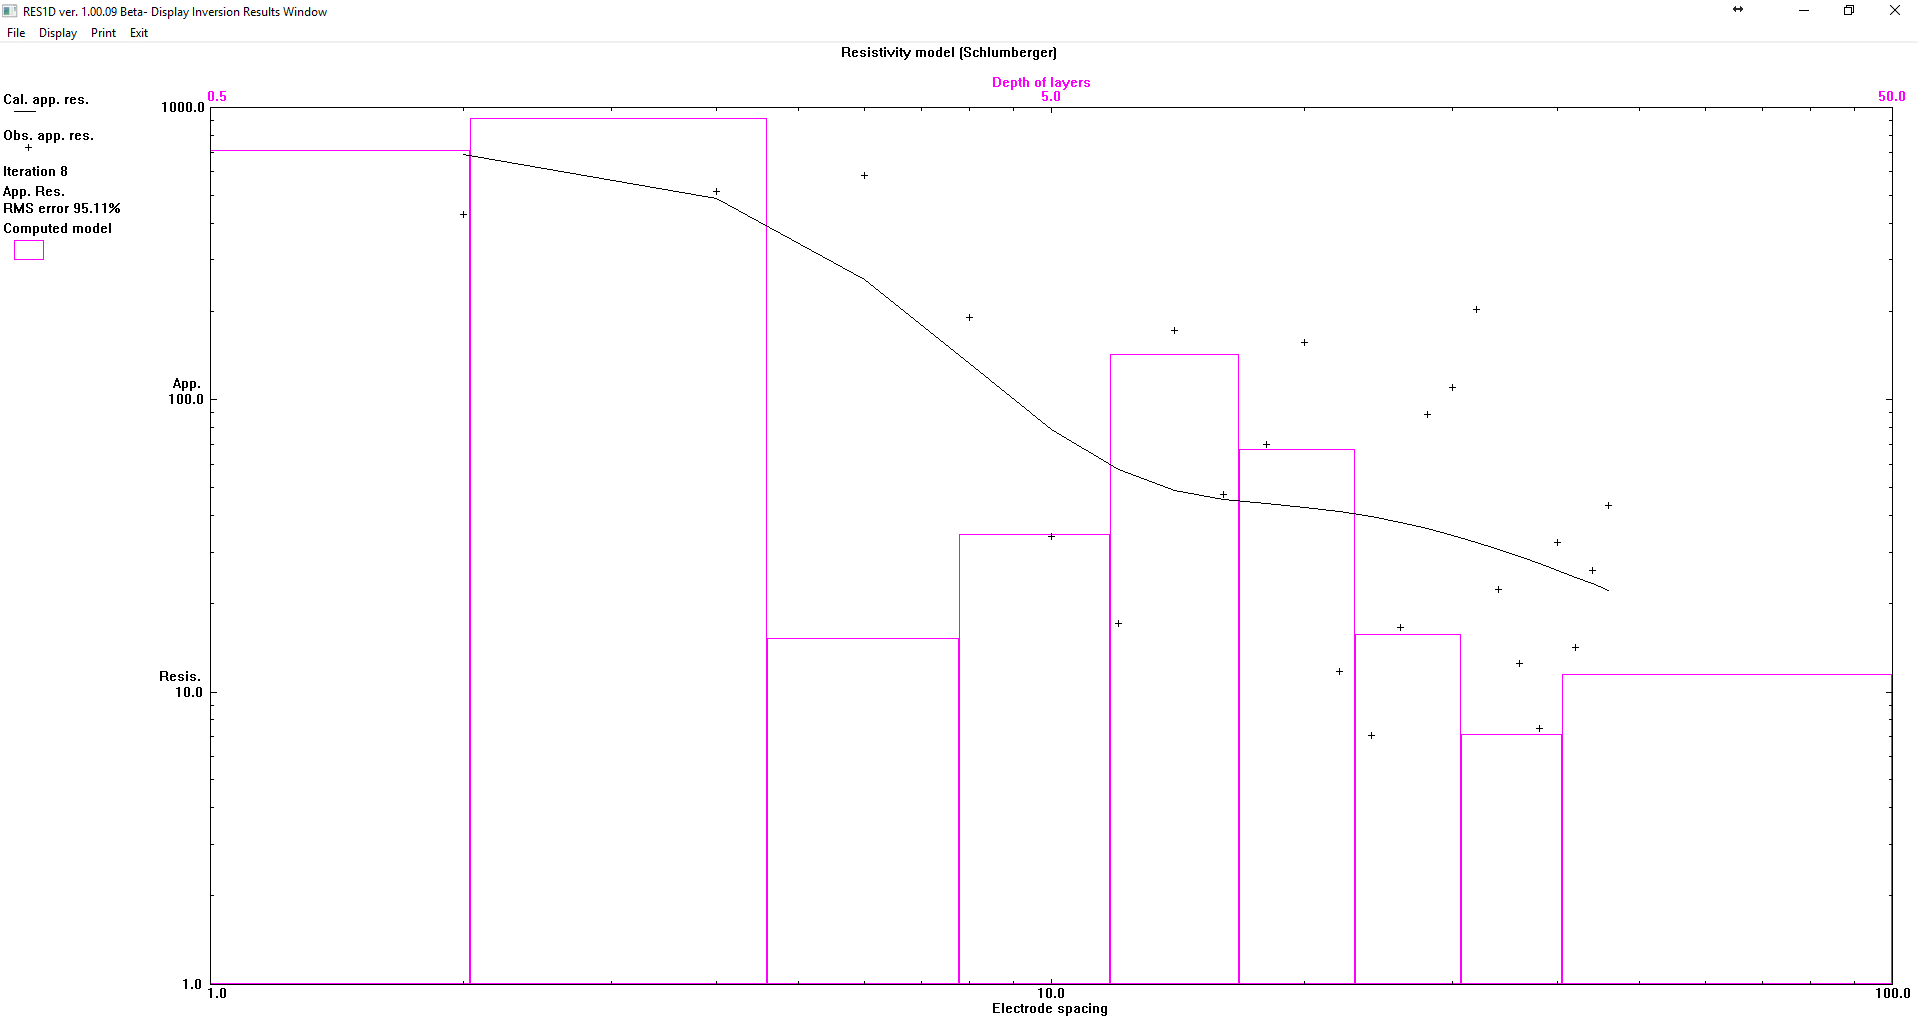 RES1D ver. 1.00.09 Beta- Display Inversion Results Window
File Display Print Exit
Resistivity model (Schlumberger)
Depth of layers
0.5 5.0 50.0
Cal. app. res.
Obs. app. res.
Iteration 8
App. Res.
RMS error 95.11%
Computed model
1000.0
App.
100.0
Resis.
10.0
1.0
1.0 10.0 100.0
Electrode spacing